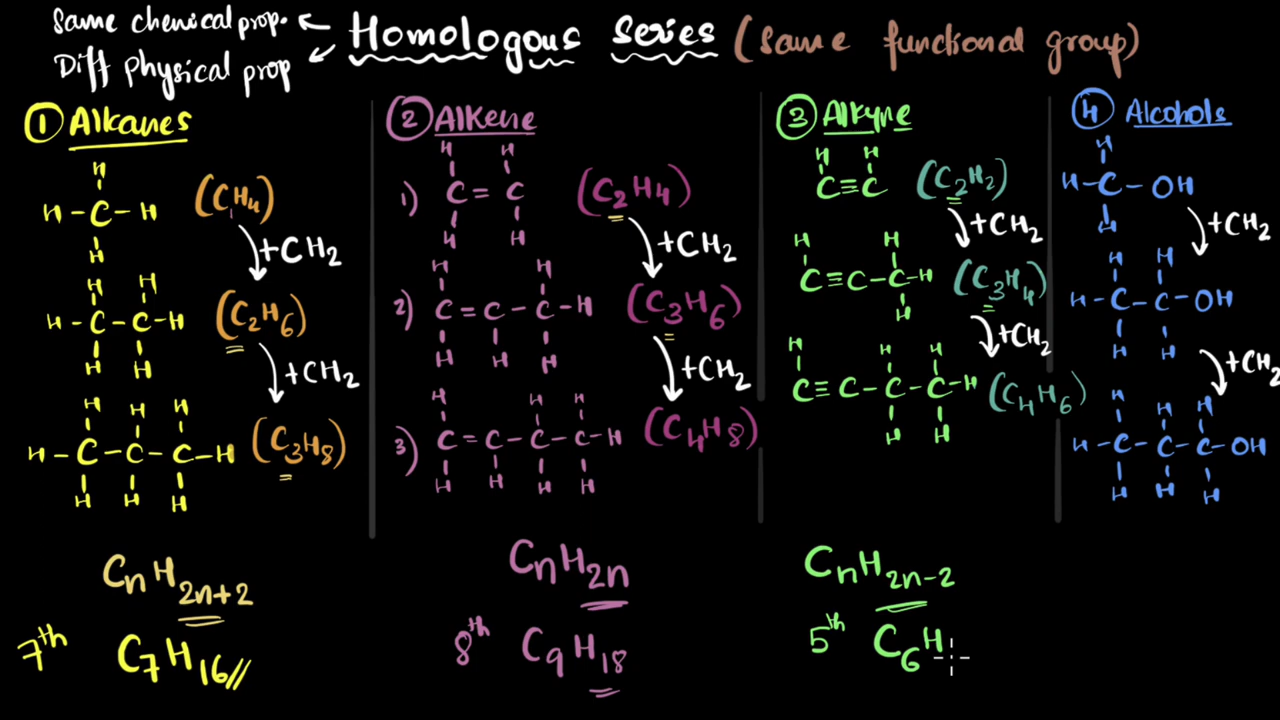 Same chemical prop.
Diff physical prop
Homologous Series (Same functional group)
① Alkanes
H
H-C-H (CH4)
H
+CH2
H H
H-C-C-H (C2H6)
H H
+CH2
H H H
H-C-C-C-H (C3H8)
H H H
CnH2n+2
7th C7H16//
② Alkene
H H
1) C=C (C2H4)
H H
+CH2
H H
2) C=C-C-H (C3H6)
H H H
+CH2
H H H
3) C=C-C-C-H (C4H8)
H H H H
CnH2n
8th C9H18
③ Alkyne
H H
C≡C (C2H2)
+CH2
H H
C≡C-C-H (C3H4)
H
+CH2
H H H
C≡C-C-C-H (C4H6)
H H
CnH2n-2
5th C6H
④ Alcohols
H
H-C-OH
H
+CH2
H H
H-C-C-OH
H H
+CH2
H H H
H-C-C-C-OH
H H H